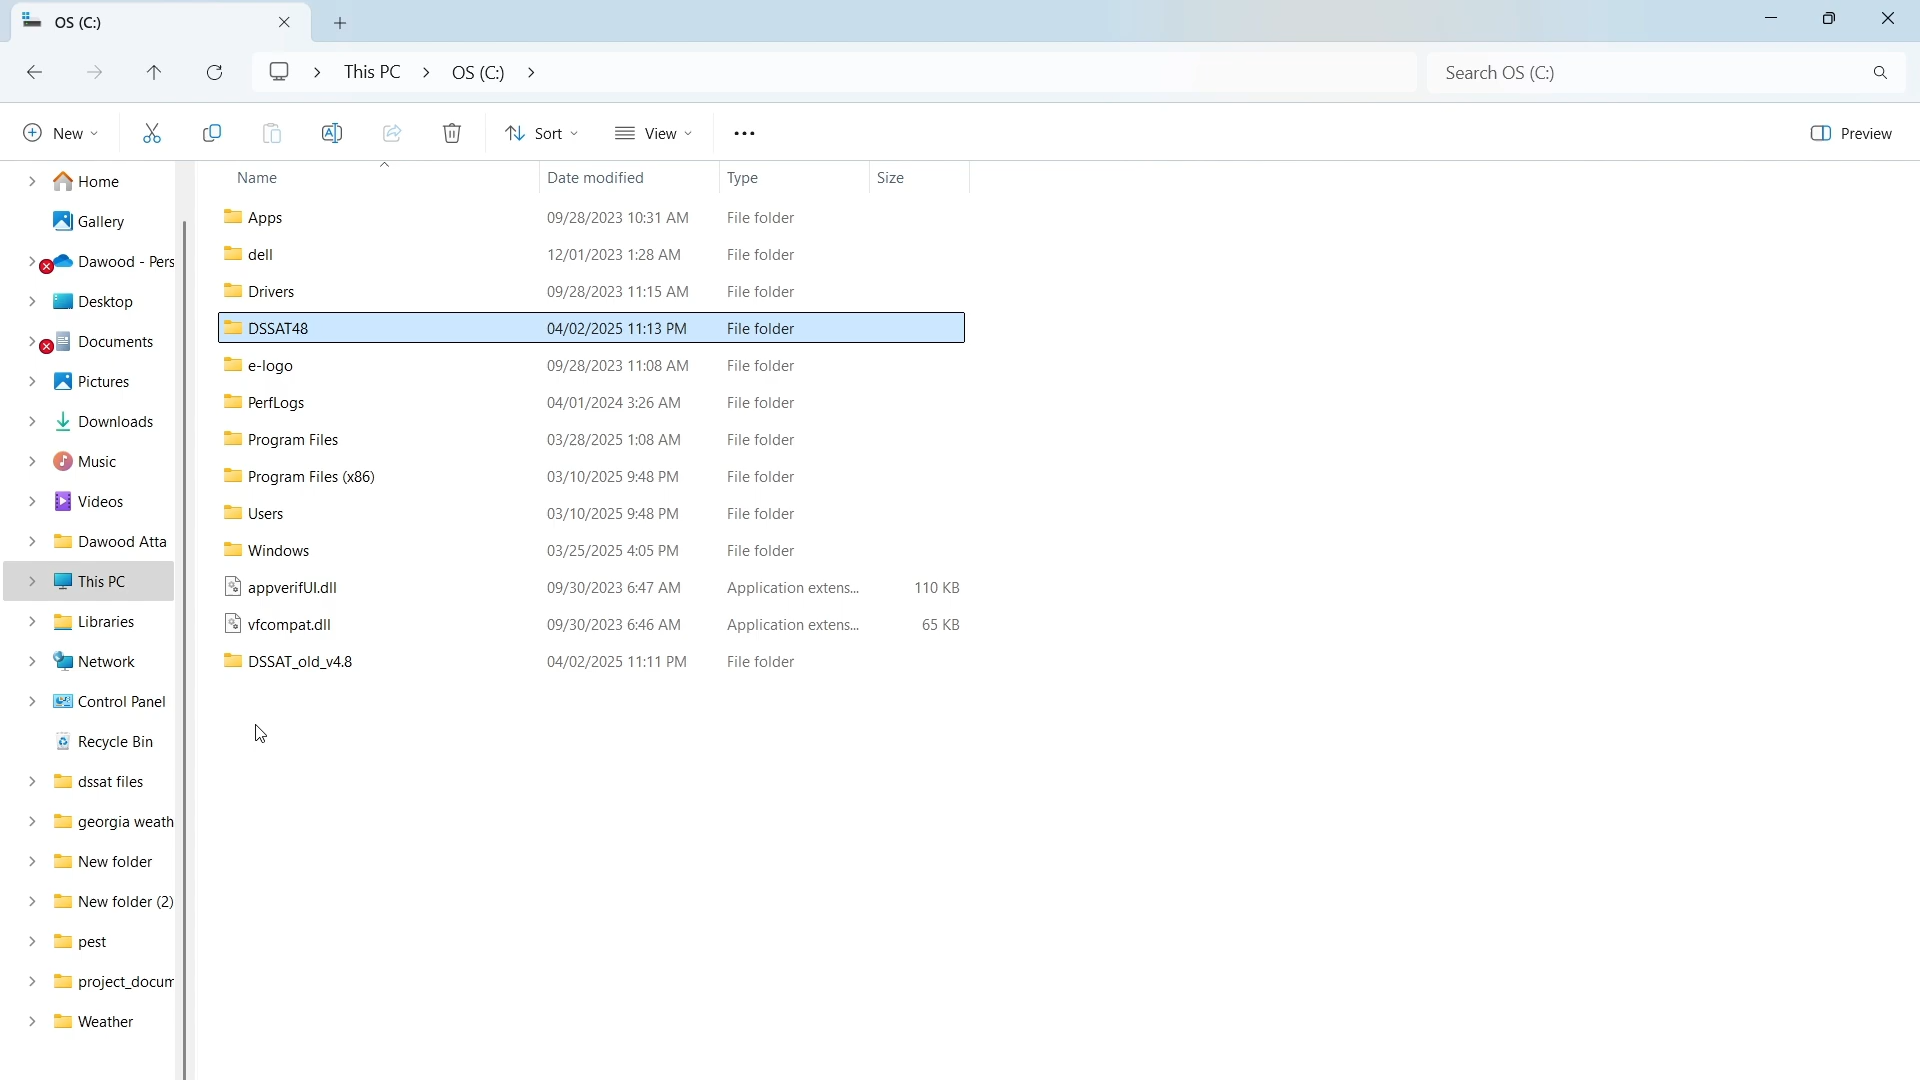 OS (C:)
This PC > OS (C:) >
Search OS (C:)
New
Sort
View
Preview
Home
Gallery
Dawood - Pers
Desktop
Documents
Pictures
Downloads
Music
Videos
Dawood Atta
This PC
Libraries
Network
Control Panel
Recycle Bin
dssat files
georgia weath
New folder
New folder (2)
pest
project_docum
Weather
Name Date modified Type Size
Apps 09/28/2023 10:31 AM File folder
dell 12/01/2023 1:28 AM File folder
Drivers 09/28/2023 11:15 AM File folder
DSSAT48 04/02/2025 11:13 PM File folder
e-logo 09/28/2023 11:08 AM File folder
PerfLogs 04/01/2024 3:26 AM File folder
Program Files 03/28/2025 1:08 AM File folder
Program Files (x86) 03/10/2025 9:48 PM File folder
Users 03/10/2025 9:48 PM File folder
Windows 03/25/2025 4:05 PM File folder
appverifUI.dll 09/30/2023 6:47 AM Application extens... 110 KB
vfcompat.dll 09/30/2023 6:46 AM Application extens... 65 KB
DSSAT_old_v4.8 04/02/2025 11:11 PM File folder